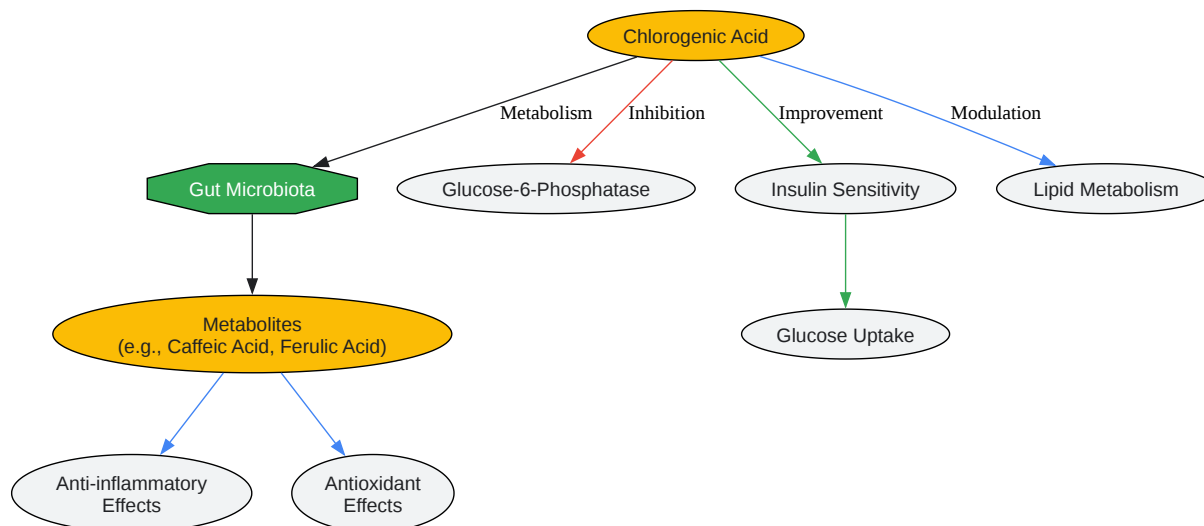 Chlorogenic Acid
Metabolism
Inhibition
Improvement
Modulation
Gut Microbiota
Glucose-6-Phosphatase
Insulin Sensitivity
Lipid Metabolism
Metabolites
(e.g., Caffeic Acid, Ferulic Acid)
Glucose Uptake
Anti-inflammatory
Effects
Antioxidant
Effects